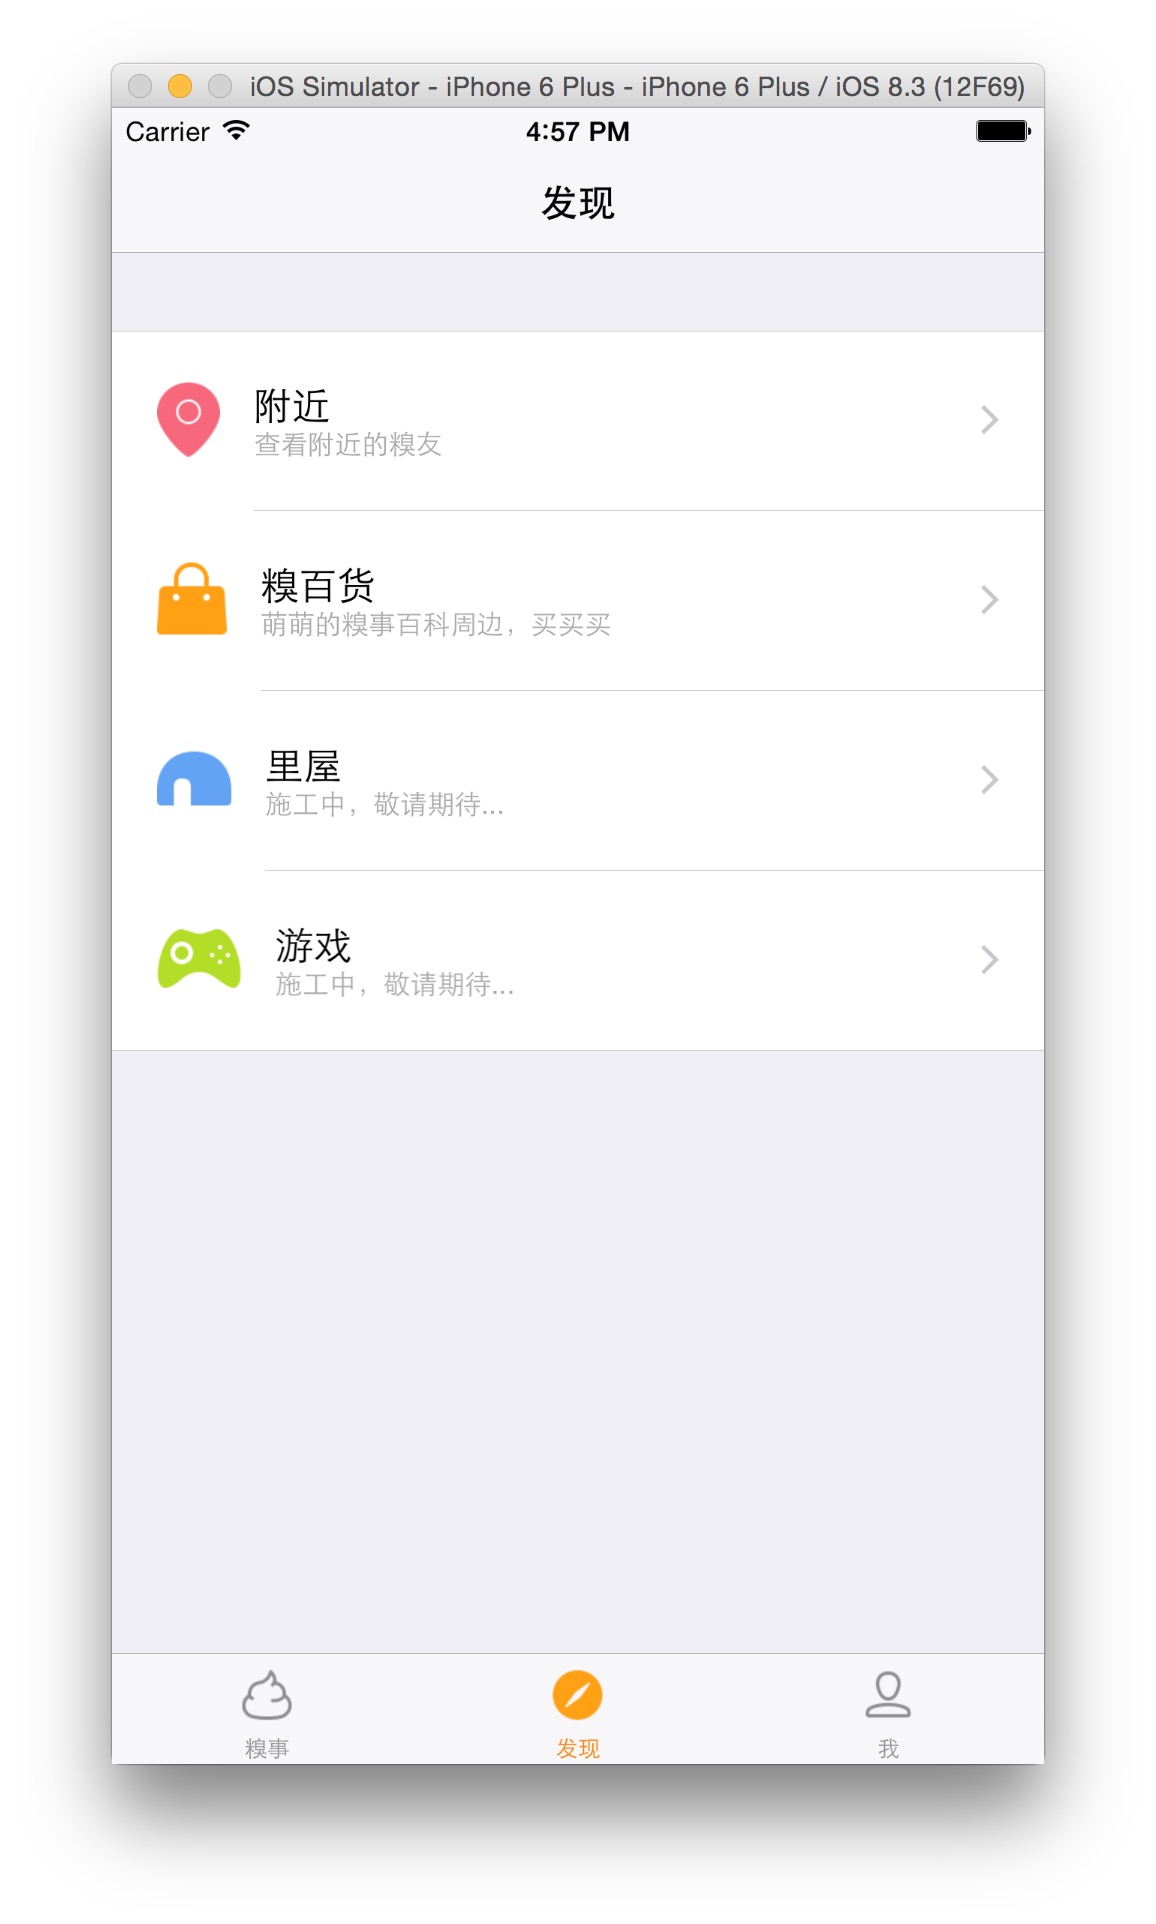 iOS Simulator - iPhone 6 Plus - iPhone 6 Plus / iOS 8.3 (12F69)
Carrier 4:57 PM
发现
附近
查看附近的糗友
糗百货
萌萌的糗事百科周边，买买买
里屋
施工中，敬请期待...
游戏
施工中，敬请期待...
糗事 发现 我